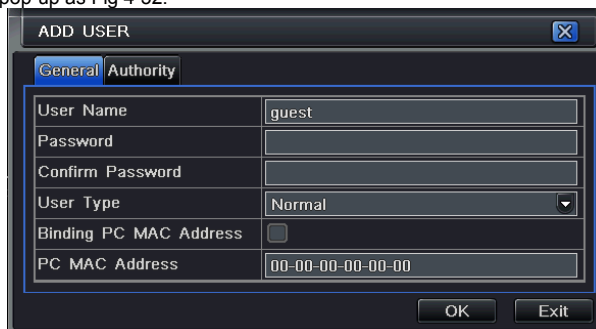 pop-up as Fig 4-32.
ADD USER
General Authority
User Name guest
Password
Confirm Password
User Type Normal
Binding PC MAC Address
PC MAC Address 00-00-00-00-00-00
OK Exit